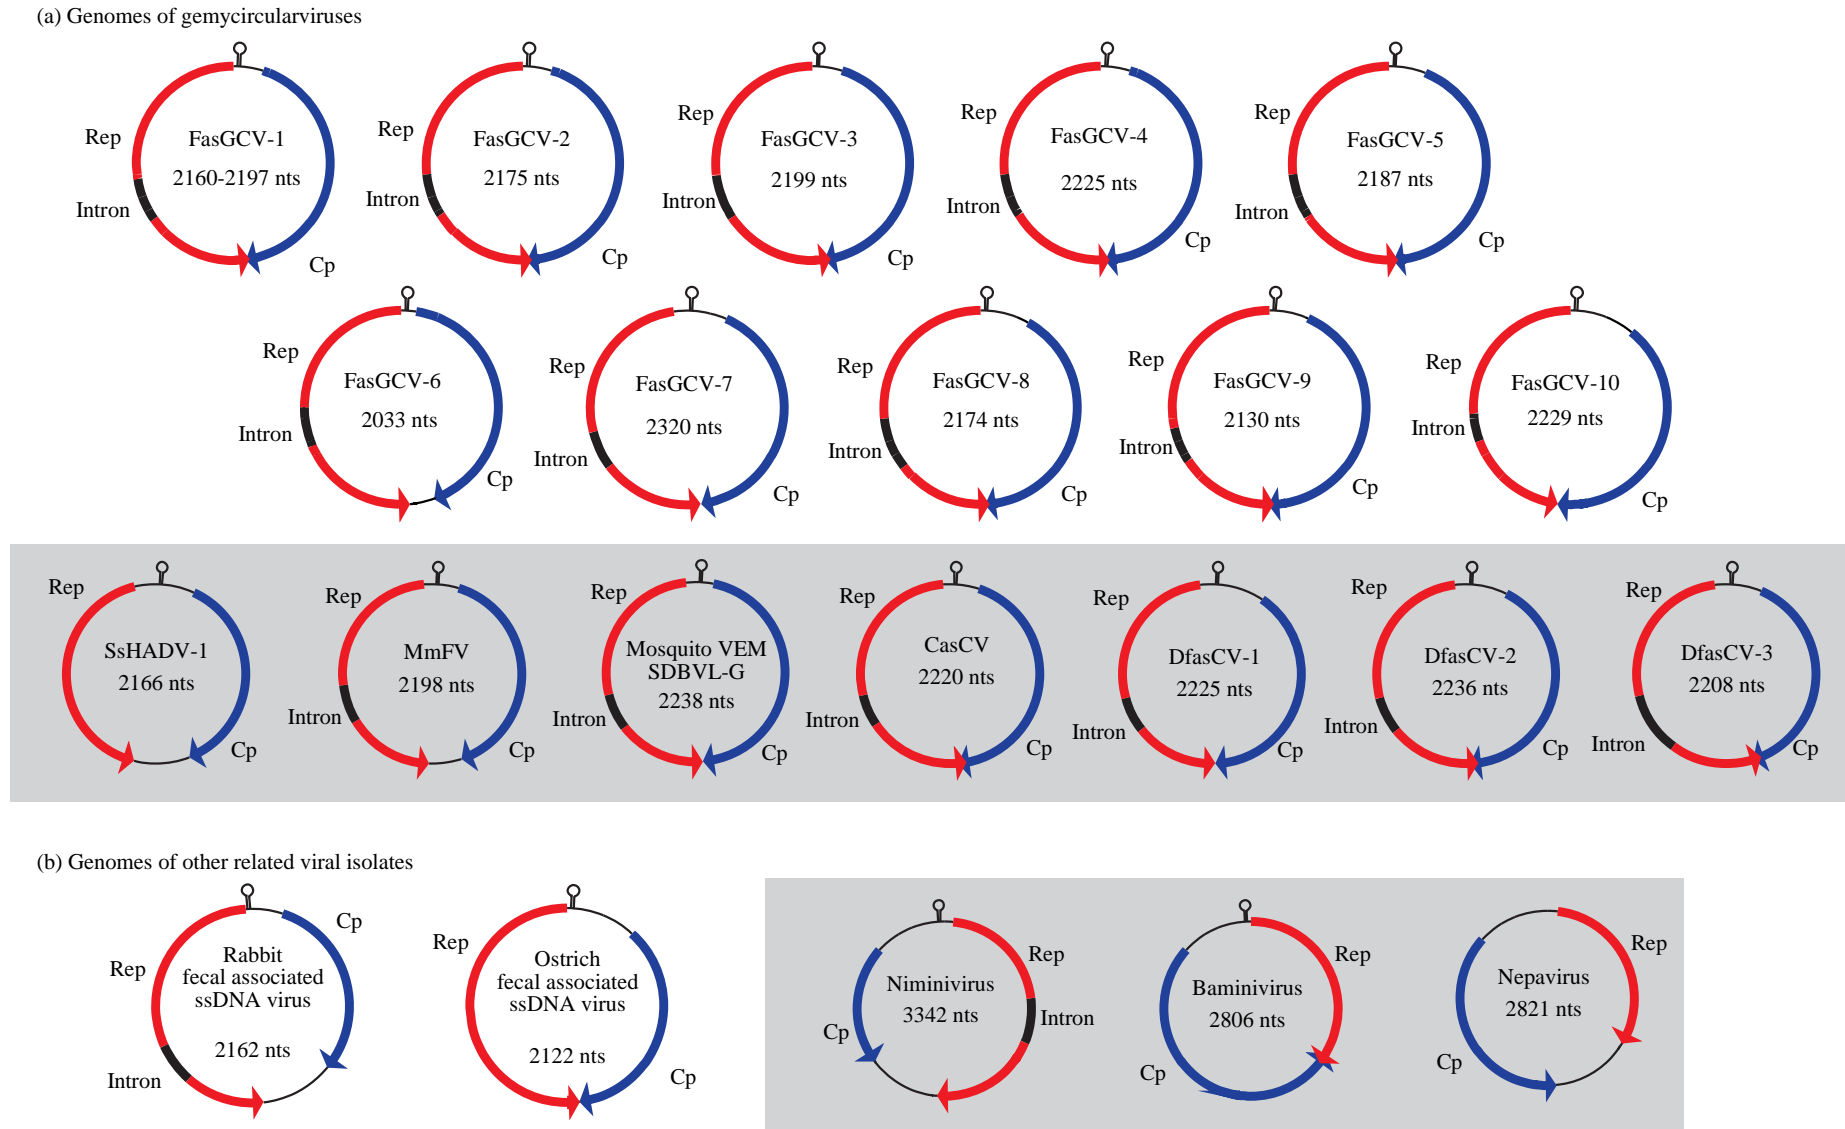 (a) Genomes of gemycircularviruses
Rep
FasGCV-1
2160-2197 nts
Intron
Cp
Rep
FasGCV-2
2175 nts
Intron
Cp
Rep
FasGCV-3
2199 nts
Intron
Cp
Rep
FasGCV-4
2225 nts
Intron
Cp
Rep
FasGCV-5
2187 nts
Intron
Cp
Rep
FasGCV-6
2033 nts
Intron
Cp
Rep
FasGCV-7
2320 nts
Intron
Cp
Rep
FasGCV-8
2174 nts
Intron
Cp
Rep
FasGCV-9
2130 nts
Intron
Cp
Rep
FasGCV-10
2229 nts
Intron
Cp
Rep
SsHADV-1
2166 nts
Cp
Rep
MmFV
2198 nts
Intron
Cp
Rep
Mosquito VEM
SDBVL-G
2238 nts
Intron
Cp
Rep
CasCV
2220 nts
Intron
Cp
Rep
DfasCV-1
2225 nts
Intron
Cp
Rep
DfasCV-2
2236 nts
Intron
Cp
Rep
DfasCV-3
2208 nts
Intron
Cp
(b) Genomes of other related viral isolates
Cp
Rep
Rabbit
fecal associated
ssDNA virus
2162 nts
Intron
Rep
Ostrich
fecal associated
ssDNA virus
2122 nts
Cp
Rep
Niminivirus
3342 nts
Cp
Intron
Rep
Baminivirus
2806 nts
Cp
Rep
Nepavirus
2821 nts
Cp